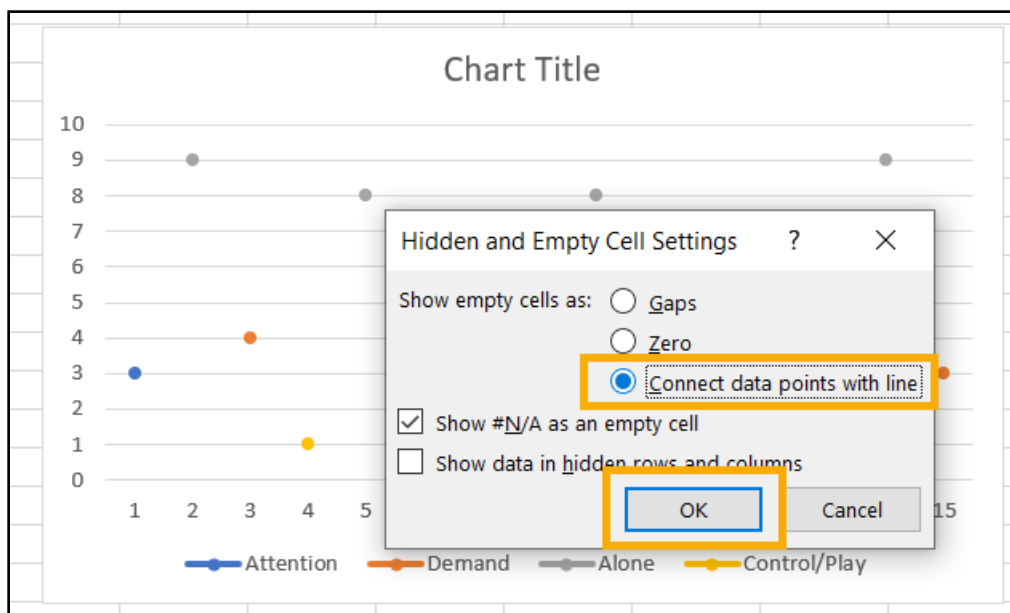 Chart Title
10
9
8
7
6
5
4
3
2
1
0
Hidden and Empty Cell Settings ? X
Show empty cells as: Gaps
Zero
Connect data points with line
Show #N/A as an empty cell
Show data in hidden rows and columns
OK Cancel
1 2 3 4 5 15
Attention Demand Alone Control/Play